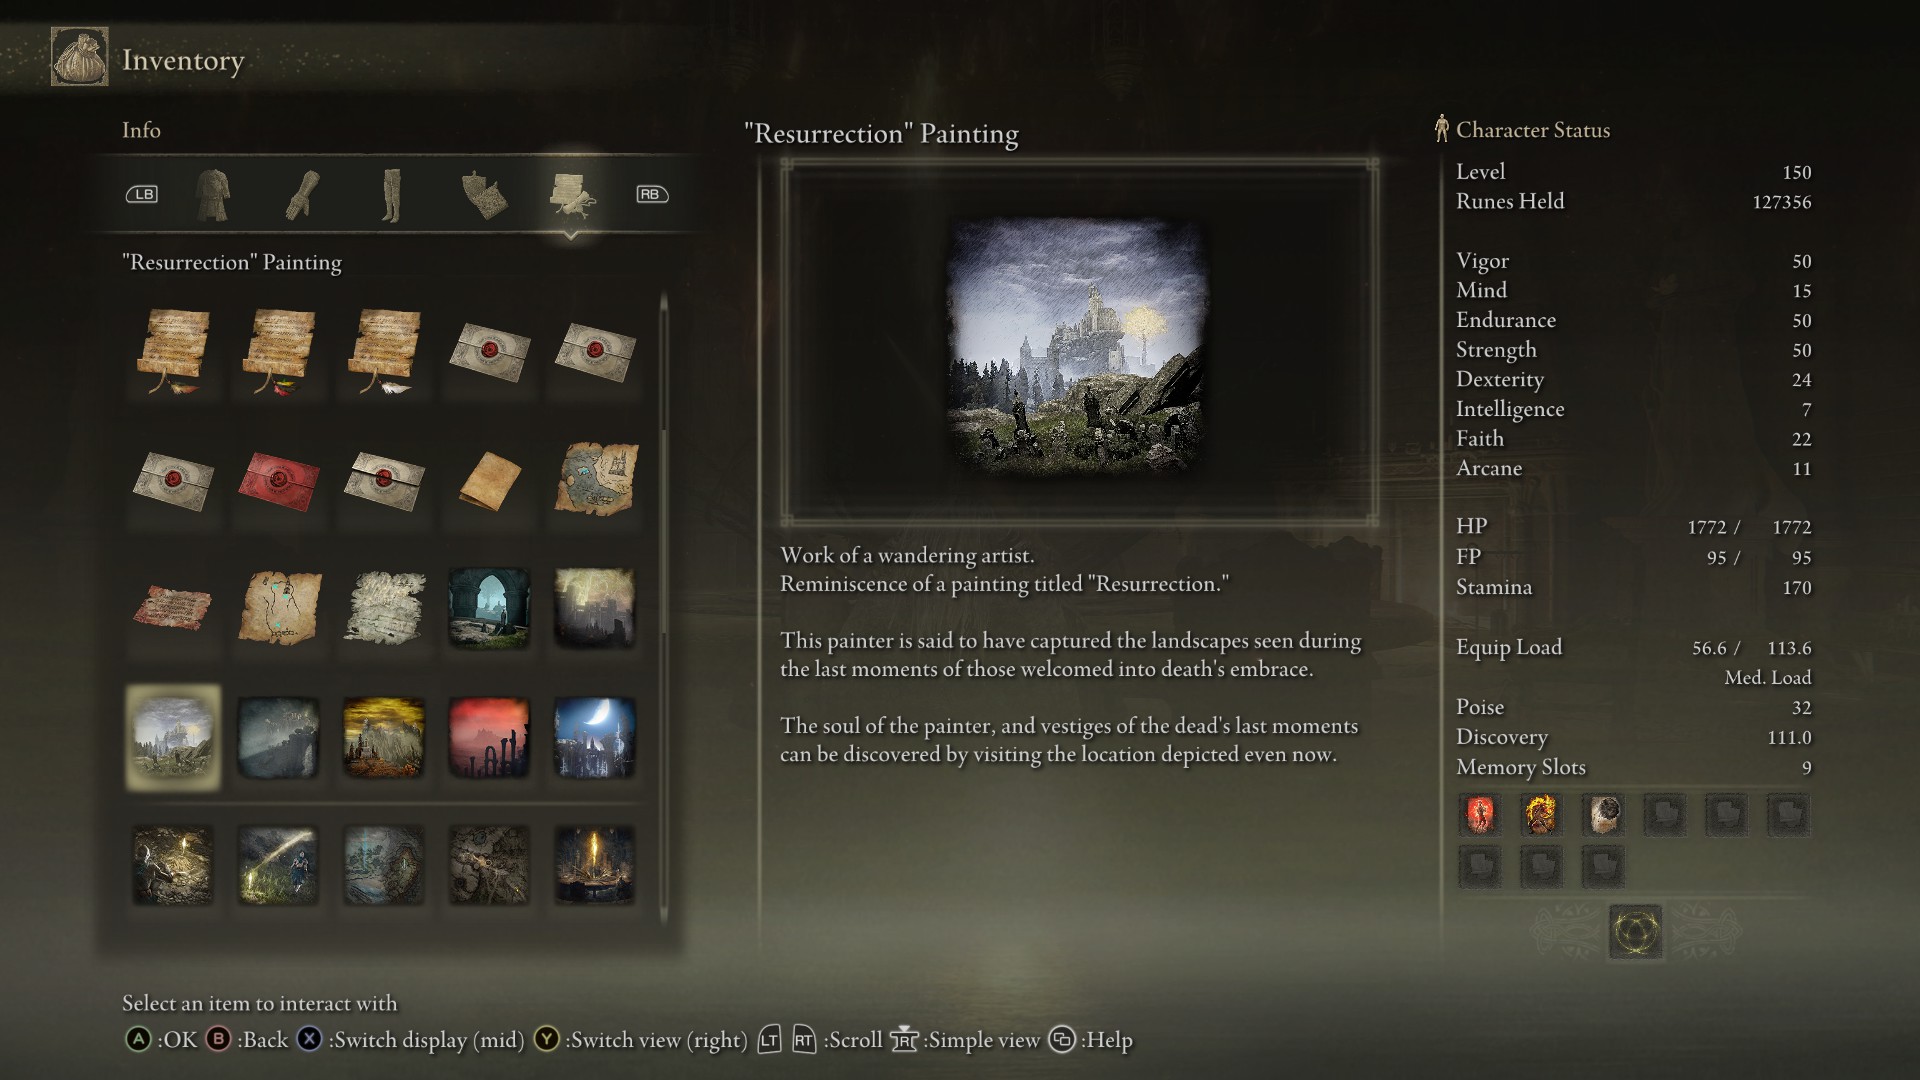 Inventory
Info
LB
RB
"Resurrection" Painting
"Resurrection" Painting
Work of a wandering artist.
Reminiscence of a painting titled "Resurrection."
This painter is said to have captured the landscapes seen during
the last moments of those welcomed into death's embrace.
The soul of the painter, and vestiges of the dead's last moments
can be discovered by visiting the location depicted even now.
Character Status
Level 150
Runes Held 127356
Vigor 50
Mind 15
Endurance 50
Strength 50
Dexterity 24
Intelligence 7
Faith 22
Arcane 11
HP 1772 / 1772
FP 95 / 95
Stamina 170
Equip Load 56.6 / 113.6
Med. Load
Poise 32
Discovery 111.0
Memory Slots 9
Select an item to interact with
A :OK B :Back X :Switch display (mid) Y :Switch view (right) LT RT :Scroll R :Simple view :Help